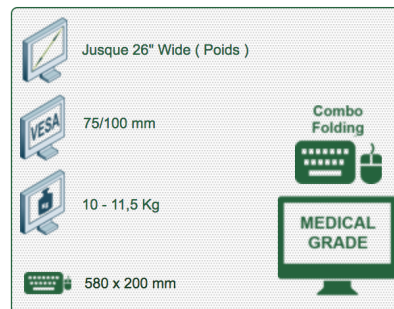 Jusque 26" Wide ( Poids )
VESA
75/100 mm
KG
10 - 11,5 Kg
580 x 200 mm
Combo
Folding
MEDICAL
GRADE